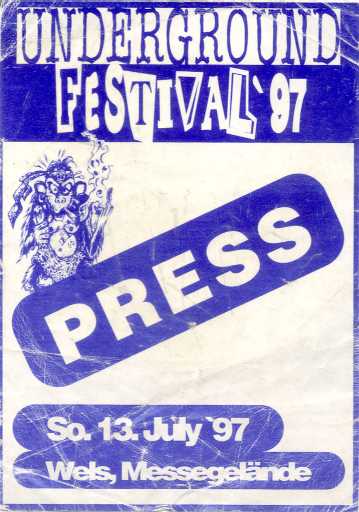 UNDERGROUND
FESTIVAL`97
PRESS
So. 13. July `97
Wels, Messegelände